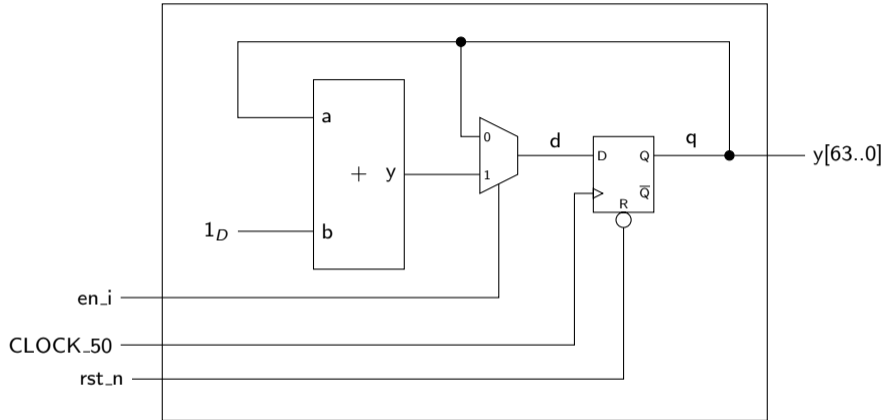 a
0
d
D
Q
q
y[63..0]
+
y
1
Q̅
R
1_D
b
en_i
CLOCK_50
rst_n